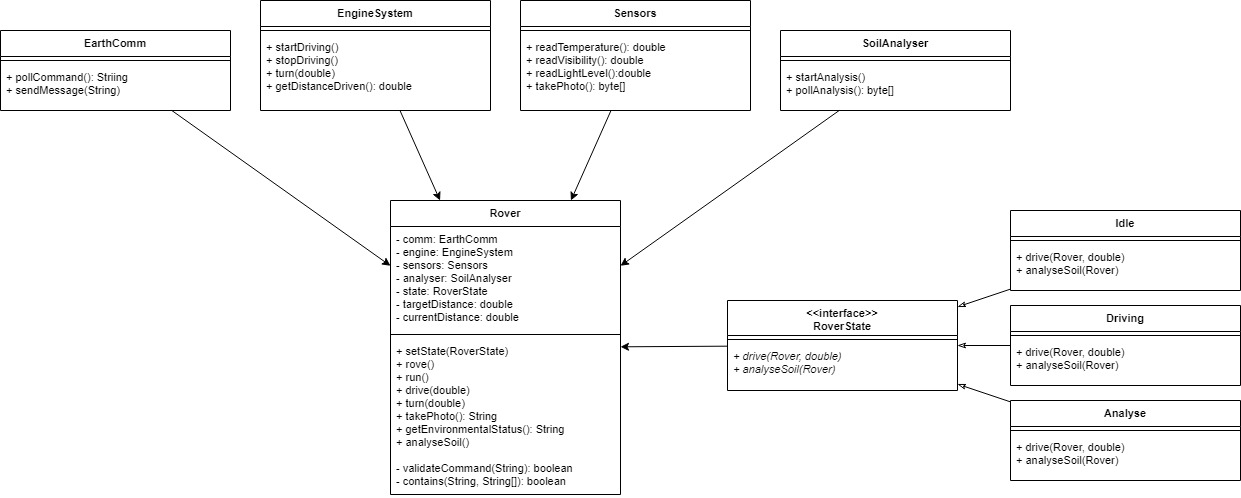 EarthComm
+ pollCommand(): Striing
+ sendMessage(String)
EngineSystem
+ startDriving()
+ stopDriving()
+ turn(double)
+ getDistanceDriven(): double
Sensors
+ readTemperature(): double
+ readVisibility(): double
+ readLightLevel():double
+ takePhoto(): byte[]
SoilAnalyser
+ startAnalysis()
+ pollAnalysis(): byte[]
Rover
- comm: EarthComm
- engine: EngineSystem
- sensors: Sensors
- analyser: SoilAnalyser
- state: RoverState
- targetDistance: double
- currentDistance: double
+ setState(RoverState)
+ rove()
+ run()
+ drive(double)
+ turn(double)
+ takePhoto(): String
+ getEnvironmentalStatus(): String
+ analyseSoil()
- validateCommand(String): boolean
- contains(String, String[]): boolean
<<interface>>
RoverState
+ drive(Rover, double)
+ analyseSoil(Rover)
Idle
+ drive(Rover, double)
+ analyseSoil(Rover)
Driving
+ drive(Rover, double)
+ analyseSoil(Rover)
Analyse
+ drive(Rover, double)
+ analyseSoil(Rover)